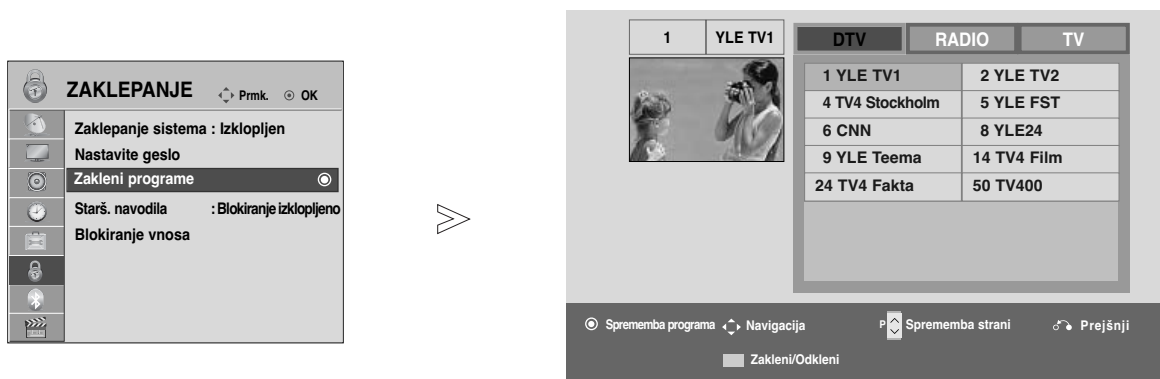 ZAKLEPANJE Prmk. OK
Zaklepanje sistema : Izklopljen
Nastavite geslo
Zakleni programe
Starš. navodila : Blokiranje izklopljeno
Blokiranje vnosa
1 YLE TV1
DTV RADIO TV
1 YLE TV1 2 YLE TV2
4 TV4 Stockholm 5 YLE FST
6 CNN 8 YLE24
9 YLE Teema 14 TV4 Film
24 TV4 Fakta 50 TV400
Sprememba programa Navigacija P Sprememba strani Prejšnji
Zakleni/Odkleni